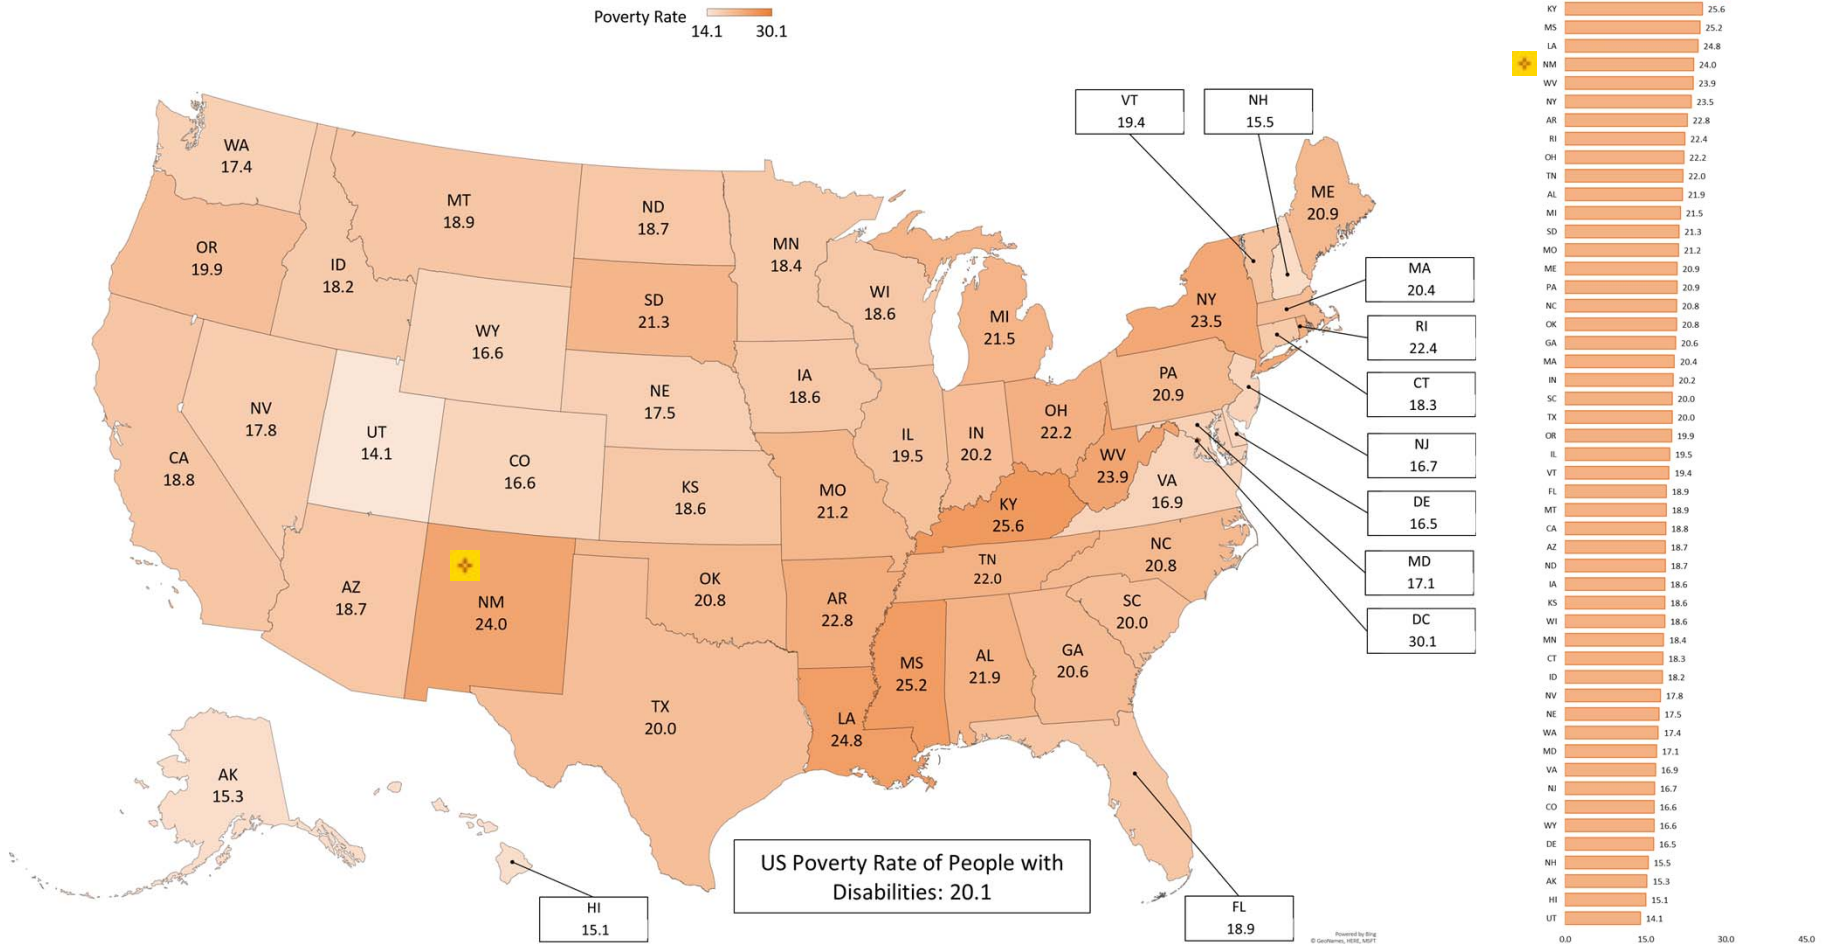 Poverty Rate
14.1 30.1
WA
17.4
OR
19.9
CA
18.8
NV
17.8
ID
18.2
MT
18.9
WY
16.6
UT
14.1
CO
16.6
AZ
18.7
NM
24.0
ND
18.7
SD
21.3
NE
17.5
KS
18.6
OK
20.8
TX
20.0
MN
18.4
IA
18.6
MO
21.2
AR
22.8
LA
24.8
WI
18.6
IL
19.5
MI
21.5
IN
20.2
OH
22.2
KY
25.6
TN
22.0
MS
25.2
AL
21.9
GA
20.6
SC
20.0
NC
20.8
VA
16.9
WV
23.9
PA
20.9
NY
23.5
ME
20.9
VT
19.4
NH
15.5
MA
20.4
RI
22.4
CT
18.3
NJ
16.7
DE
16.5
MD
17.1
DC
30.1
FL
18.9
AK
15.3
HI
15.1
US Poverty Rate of People with
Disabilities: 20.1
Powered by Bing
© GeoNames, HERE, MSFT
KY 25.6
MS 25.2
LA 24.8
NM 24.0
WV 23.9
NY 23.5
AR 22.8
RI 22.4
OH 22.2
TN 22.0
AL 21.9
MI 21.5
SD 21.3
MO 21.2
ME 20.9
PA 20.9
NC 20.8
OK 20.8
GA 20.6
MA 20.4
IN 20.2
SC 20.0
TX 20.0
OR 19.9
IL 19.5
VT 19.4
FL 18.9
MT 18.9
CA 18.8
AZ 18.7
ND 18.7
IA 18.6
KS 18.6
WI 18.6
MN 18.4
CT 18.3
ID 18.2
NV 17.8
NE 17.5
WA 17.4
MD 17.1
VA 16.9
NJ 16.7
CO 16.6
WY 16.6
DE 16.5
NH 15.5
AK 15.3
HI 15.1
UT 14.1
0.0 15.0 30.0 45.0